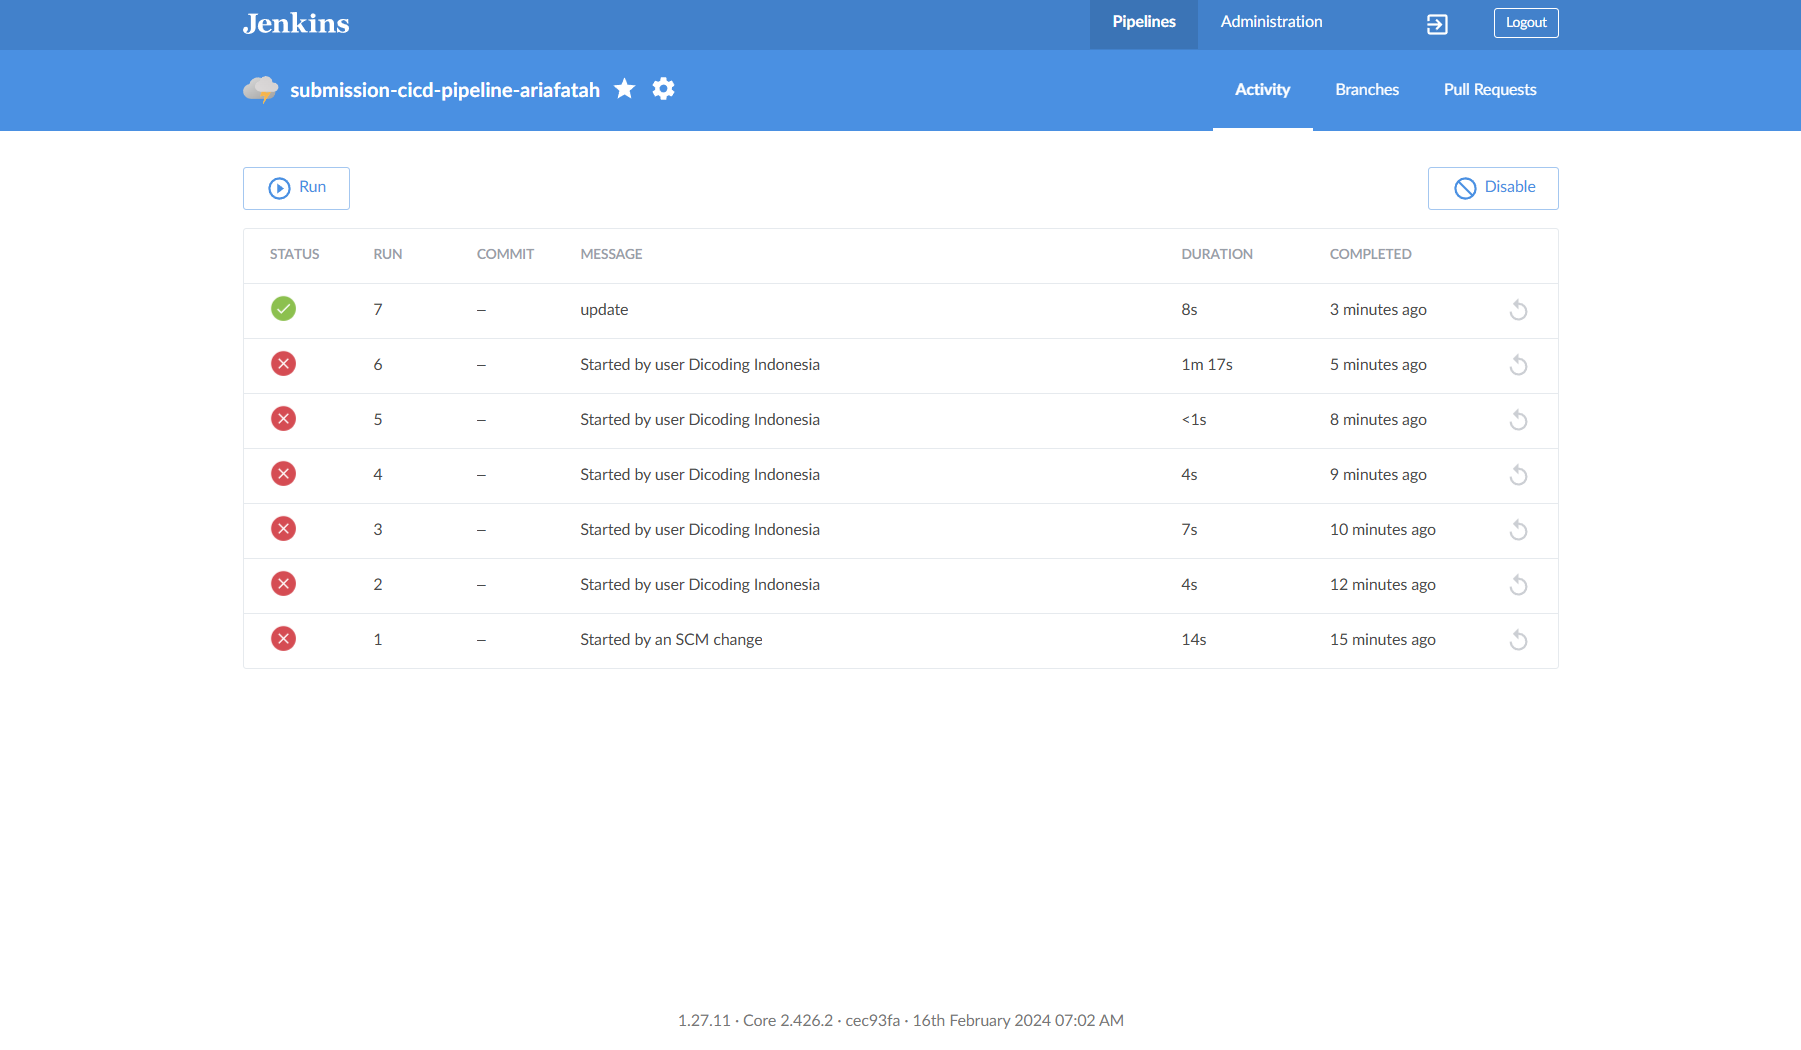 Jenkins Pipelines Administration Logout
submission-cicd-pipeline-ariafatah Activity Branches Pull Requests
Run Disable
STATUS RUN COMMIT MESSAGE DURATION COMPLETED
7 – update 8s 3 minutes ago
6 – Started by user Dicoding Indonesia 1m 17s 5 minutes ago
5 – Started by user Dicoding Indonesia <1s 8 minutes ago
4 – Started by user Dicoding Indonesia 4s 9 minutes ago
3 – Started by user Dicoding Indonesia 7s 10 minutes ago
2 – Started by user Dicoding Indonesia 4s 12 minutes ago
1 – Started by an SCM change 14s 15 minutes ago
1.27.11 · Core 2.426.2 · cec93fa · 16th February 2024 07:02 AM